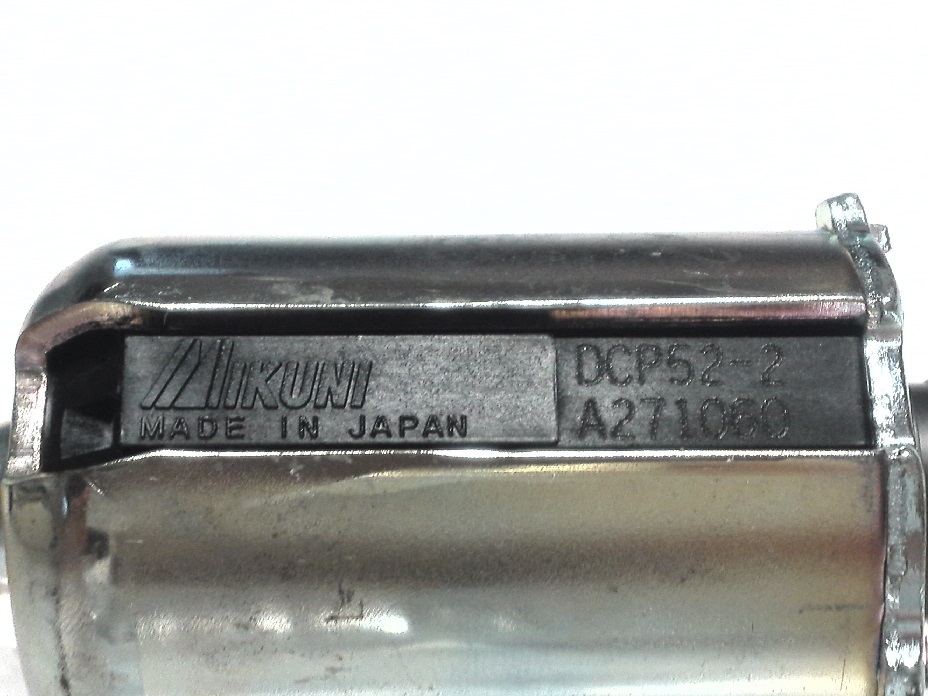 MIKUNI
MADE IN JAPAN
DCP52-2
A271060